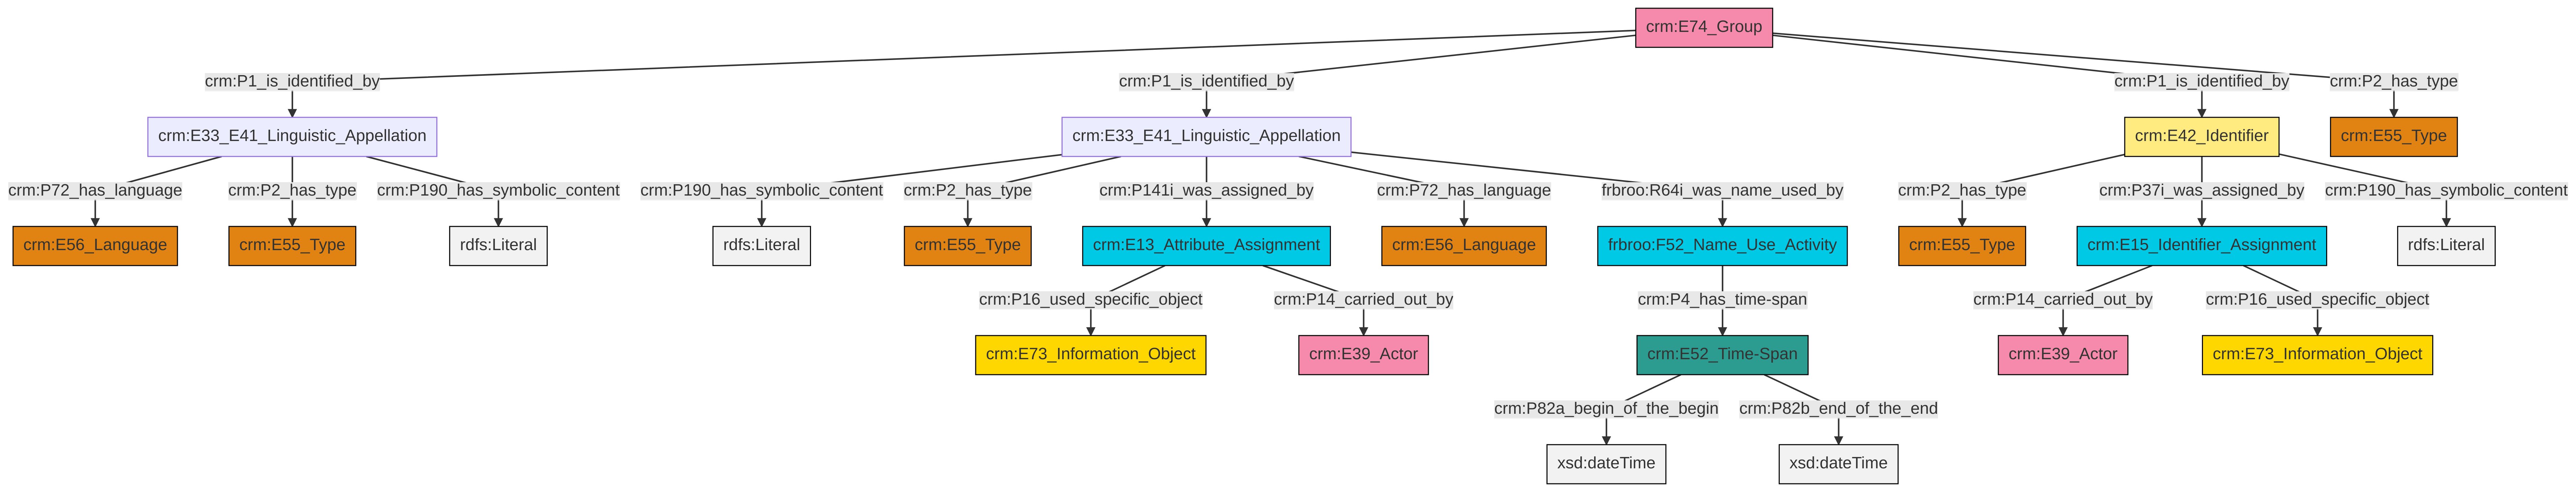 crm:E74_Group
crm:P1_is_identified_by
crm:P1_is_identified_by
crm:P1_is_identified_by
crm:P2_has_type
crm:E33_E41_Linguistic_Appellation
crm:E33_E41_Linguistic_Appellation
crm:E42_Identifier
crm:E55_Type
crm:P72_has_language
crm:P2_has_type
crm:P190_has_symbolic_content
crm:P190_has_symbolic_content
crm:P2_has_type
crm:P141i_was_assigned_by
crm:P72_has_language
frbroo:R64i_was_name_used_by
crm:P2_has_type
crm:P37i_was_assigned_by
crm:P190_has_symbolic_content
crm:E56_Language
crm:E55_Type
rdfs:Literal
rdfs:Literal
crm:E55_Type
crm:E13_Attribute_Assignment
crm:E56_Language
frbroo:F52_Name_Use_Activity
crm:E55_Type
crm:E15_Identifier_Assignment
rdfs:Literal
crm:P16_used_specific_object
crm:P14_carried_out_by
crm:P4_has_time-span
crm:P14_carried_out_by
crm:P16_used_specific_object
crm:E73_Information_Object
crm:E39_Actor
crm:E52_Time-Span
crm:E39_Actor
crm:E73_Information_Object
crm:P82a_begin_of_the_begin
crm:P82b_end_of_the_end
xsd:dateTime
xsd:dateTime